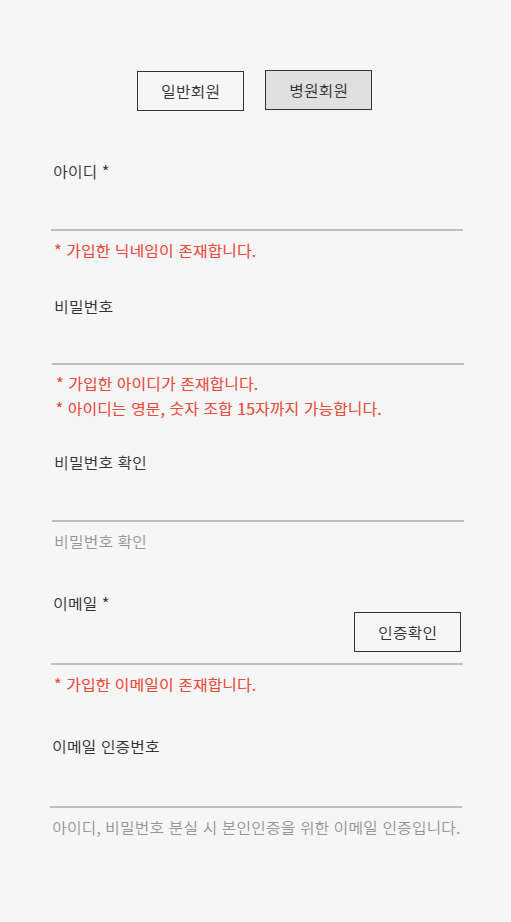 일반회원 병원회원
아이디 *
* 가입한 닉네임이 존재합니다.
비밀번호
* 가입한 아이디가 존재합니다.
* 아이디는 영문, 숫자 조합 15자까지 가능합니다.
비밀번호 확인
비밀번호 확인
이메일 *
인증확인
* 가입한 이메일이 존재합니다.
이메일 인증번호
아이디, 비밀번호 분실 시 본인인증을 위한 이메일 인증입니다.